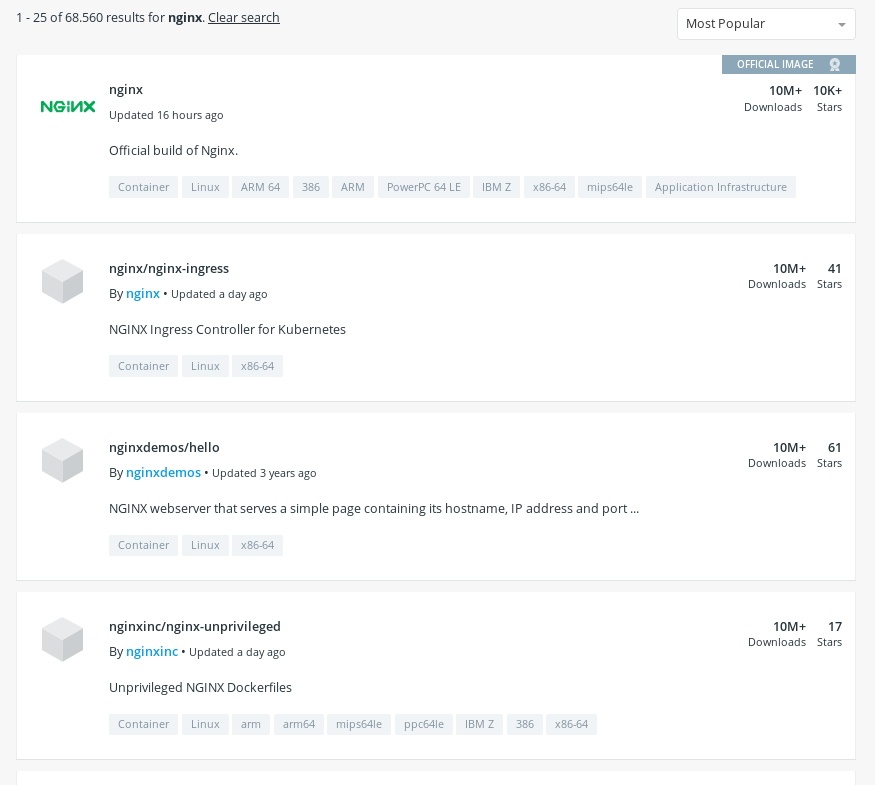 1 - 25 of 68.560 results for nginx. Clear search
Most Popular
OFFICIAL IMAGE
NGINX
nginx
10M+ 10K+
Downloads Stars
Updated 16 hours ago
Official build of Nginx.
Container Linux ARM 64 386 ARM PowerPC 64 LE IBM Z x86-64 mips64le Application Infrastructure
nginx/nginx-ingress
10M+ 41
Downloads Stars
By nginx • Updated a day ago
NGINX Ingress Controller for Kubernetes
Container Linux x86-64
nginxdemos/hello
10M+ 61
Downloads Stars
By nginxdemos • Updated 3 years ago
NGINX webserver that serves a simple page containing its hostname, IP address and port ...
Container Linux x86-64
nginxinc/nginx-unprivileged
10M+ 17
Downloads Stars
By nginxinc • Updated a day ago
Unprivileged NGINX Dockerfiles
Container Linux arm arm64 mips64le ppc64le IBM Z 386 x86-64